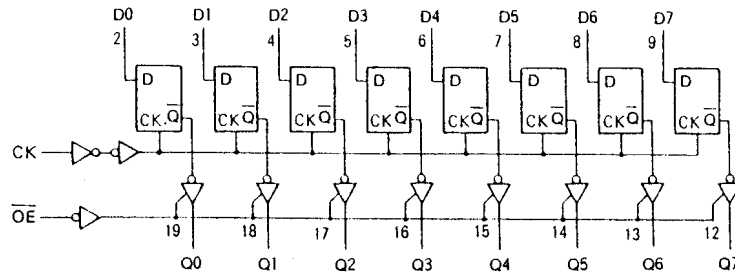 D0 D1 D2 D3 D4 D5 D6 D7
2 3 4 5 6 7 8 9
D D D D D D D D
CK Q̅ CK Q̅ CK Q̅ CK Q̅ CK Q̅ CK Q̅ CK Q̅ CK Q̅
CK
O̅E̅
19 18 17 16 15 14 13 12
Q0 Q1 Q2 Q3 Q4 Q5 Q6 Q7